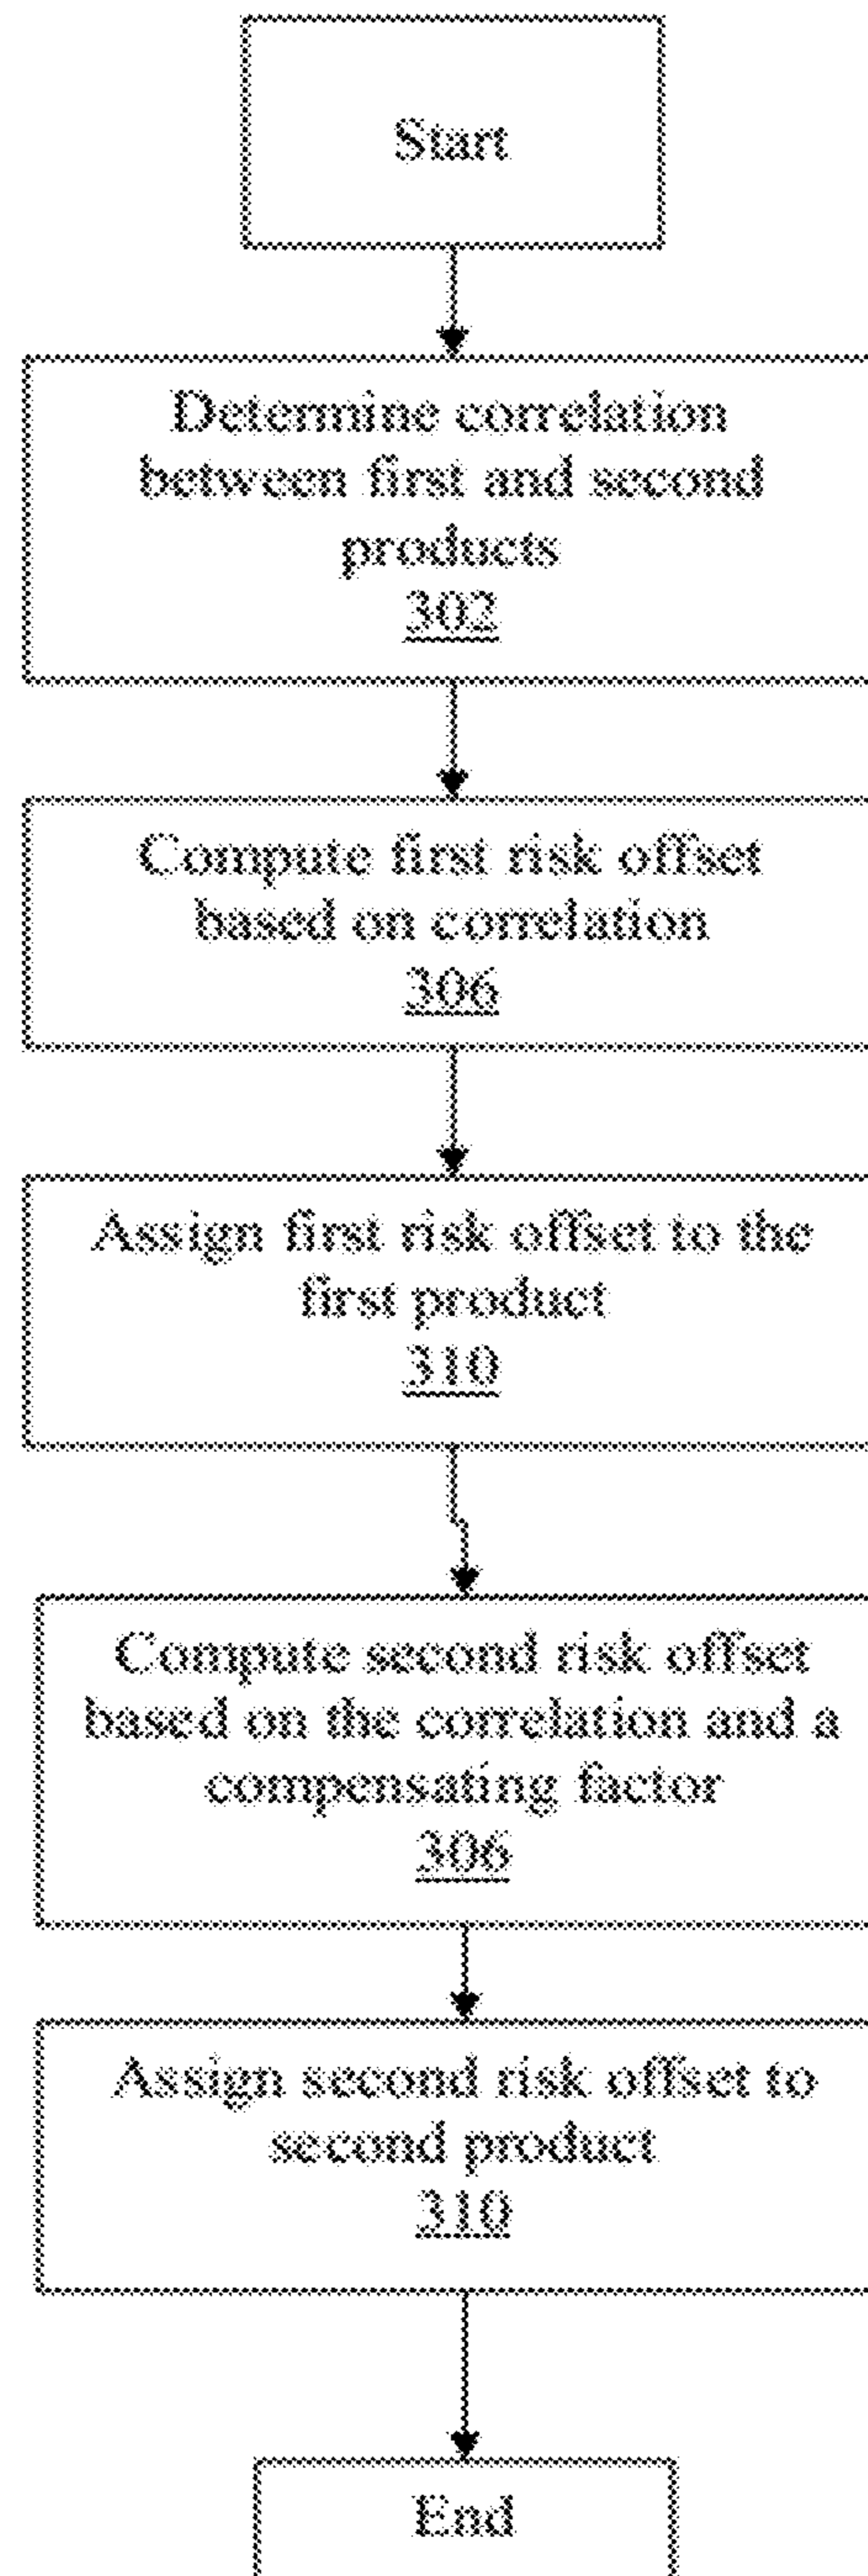 Start
Determine correlation
between first and second
products
302
Compute first risk offset
based on correlation
306
Assign first risk offset to the
first product
310
Compute second risk offset
based on the correlation and a
compensating factor
306
Assign second risk offset to
second product
310
End